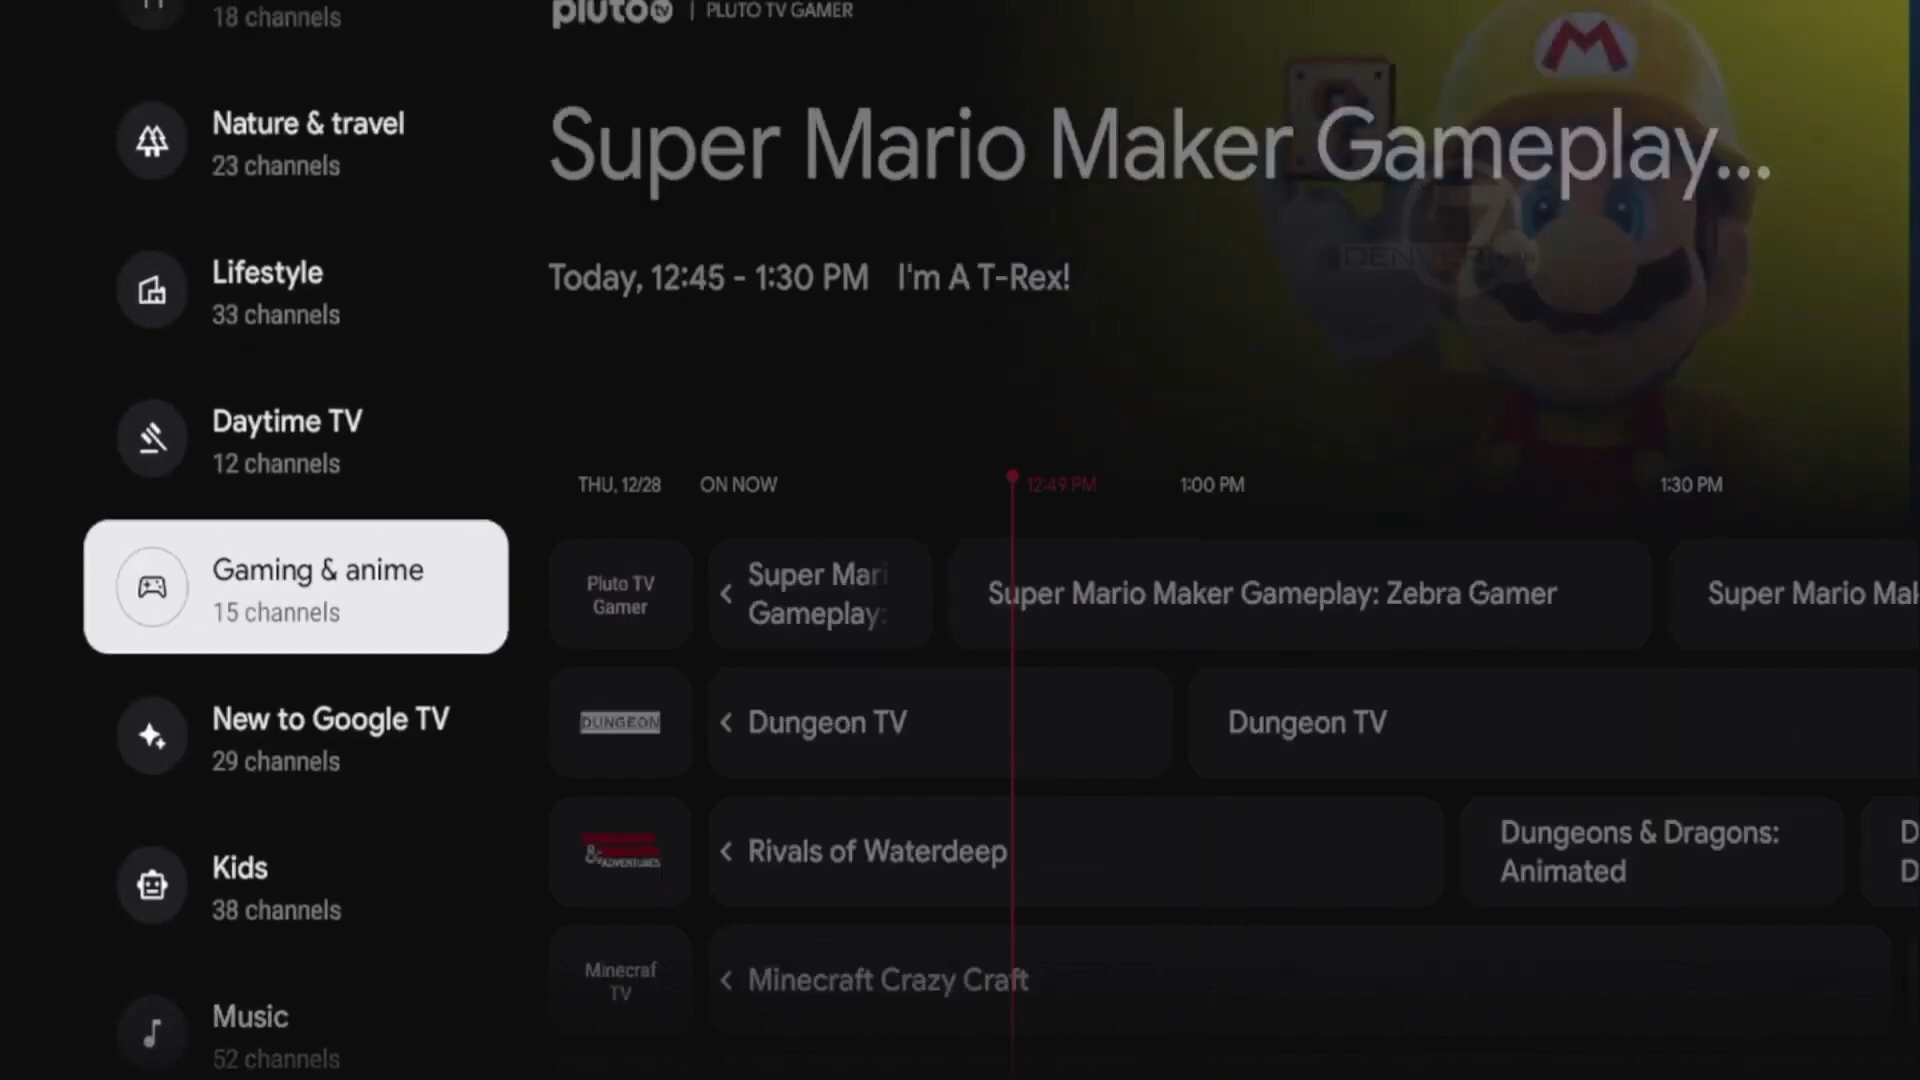 18 channels
Nature & travel
23 channels
Lifestyle
33 channels
Daytime TV
12 channels
Gaming & anime
15 channels
New to Google TV
29 channels
Kids
38 channels
Music
52 channels
pluto tv | PLUTO TV GAMER
Super Mario Maker Gameplay...
Today, 12:45 - 1:30 PM I'm A T-Rex!
DENVER
7
M
THU, 12/28 ON NOW 12:49 PM 1:00 PM 1:30 PM
Pluto TV
Gamer
Super Mari
Gameplay:
Super Mario Maker Gameplay: Zebra Gamer
Super Mario Mak
DUNGEON
Dungeon TV
Dungeon TV
& ADVENTURES
Rivals of Waterdeep
Dungeons & Dragons:
Animated
D
D
Minecraf
TV
Minecraft Crazy Craft